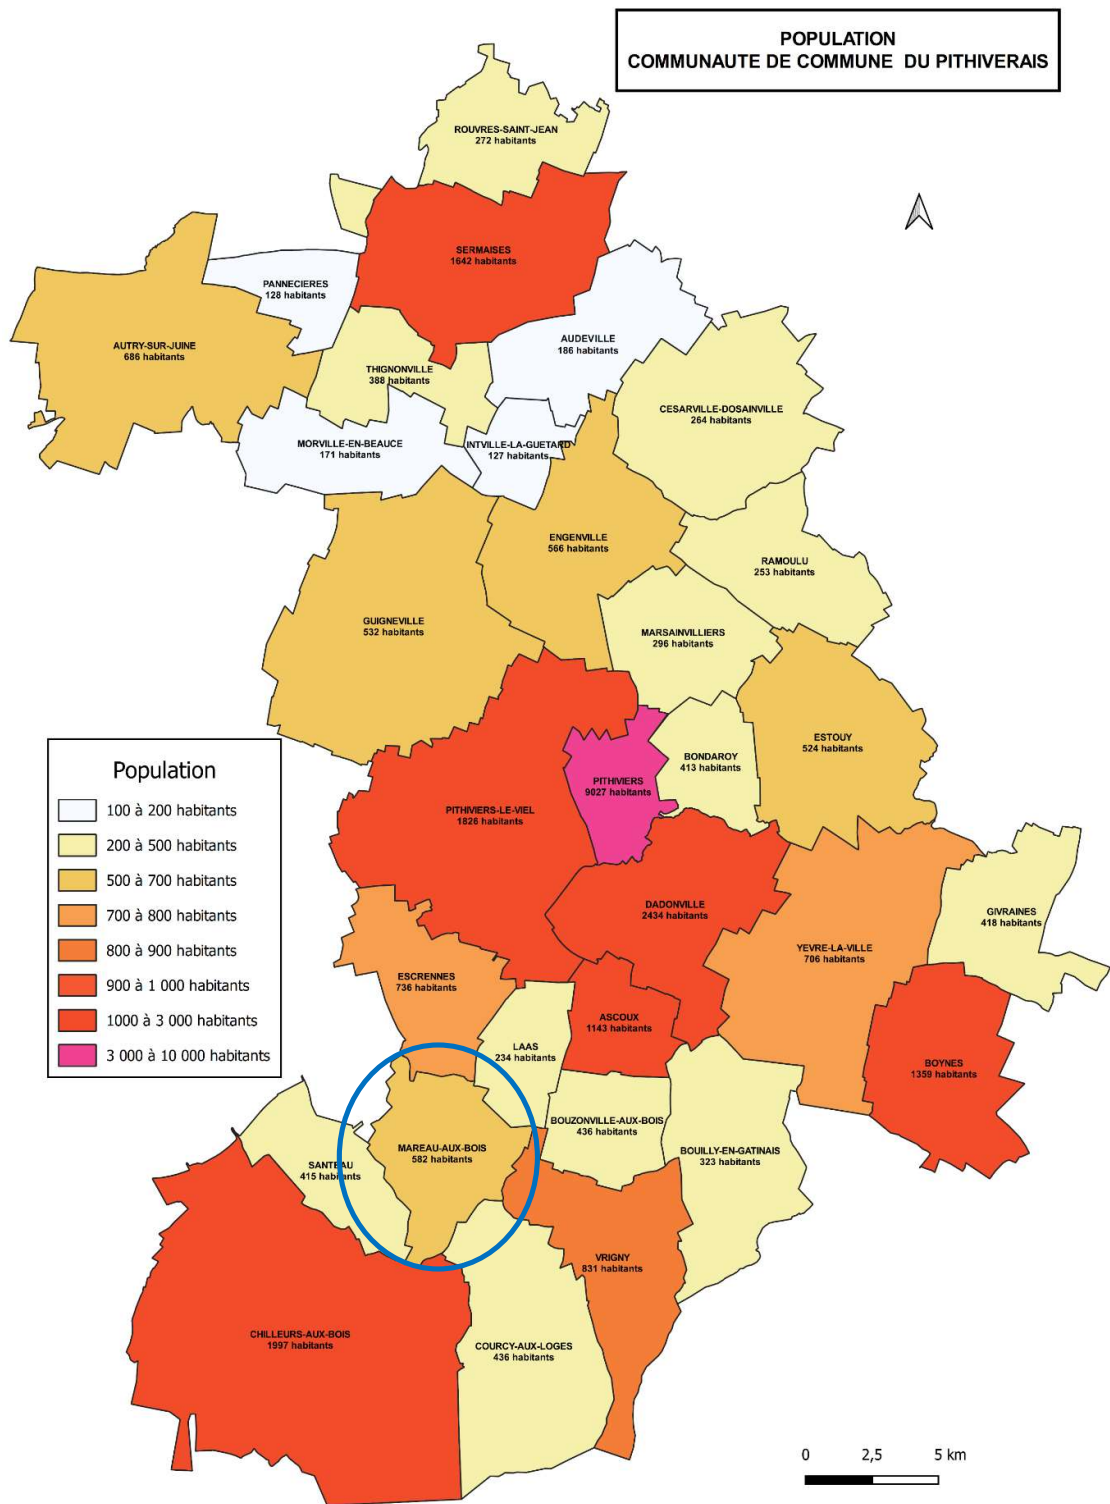 POPULATION
COMMUNAUTE DE COMMUNE DU PITHIVERAIS
ROUVRES-SAINT-JEAN
272 habitants
SERMAISES
1642 habitants
PANNECIERES
128 habitants
AUDEVILLE
186 habitants
AUTRY-SUR-JUINE
686 habitants
THIGNONVILLE
388 habitants
CESARVILLE-DOSAINVILLE
264 habitants
MORVILLE-EN-BEAUCE
171 habitants
INTVILLE-LA-GUETARD
127 habitants
ENGENVILLE
566 habitants
RAMOULU
253 habitants
GUIGNEVILLE
532 habitants
MARSAINVILLIERS
296 habitants
ESTOUY
524 habitants
BONDAROY
413 habitants
PITHIVIERS
9027 habitants
PITHIVIERS-LE-VIEL
1826 habitants
Population
100 à 200 habitants
200 à 500 habitants
500 à 700 habitants
700 à 800 habitants
800 à 900 habitants
900 à 1 000 habitants
1000 à 3 000 habitants
3 000 à 10 000 habitants
DADONVILLE
2434 habitants
GIVRAINES
418 habitants
YEVRE-LA-VILLE
706 habitants
ESCRENNES
736 habitants
ASCOUX
1143 habitants
LAAS
234 habitants
BOYNES
1359 habitants
BOUZONVILLE-AUX-BOIS
436 habitants
MAREAU-AUX-BOIS
582 habitants
BOUILLY-EN-GATINAIS
323 habitants
SANTEAU
415 habitants
VRIGNY
831 habitants
CHILLEURS-AUX-BOIS
1997 habitants
COURCY-AUX-LOGES
436 habitants
0 2,5 5 km